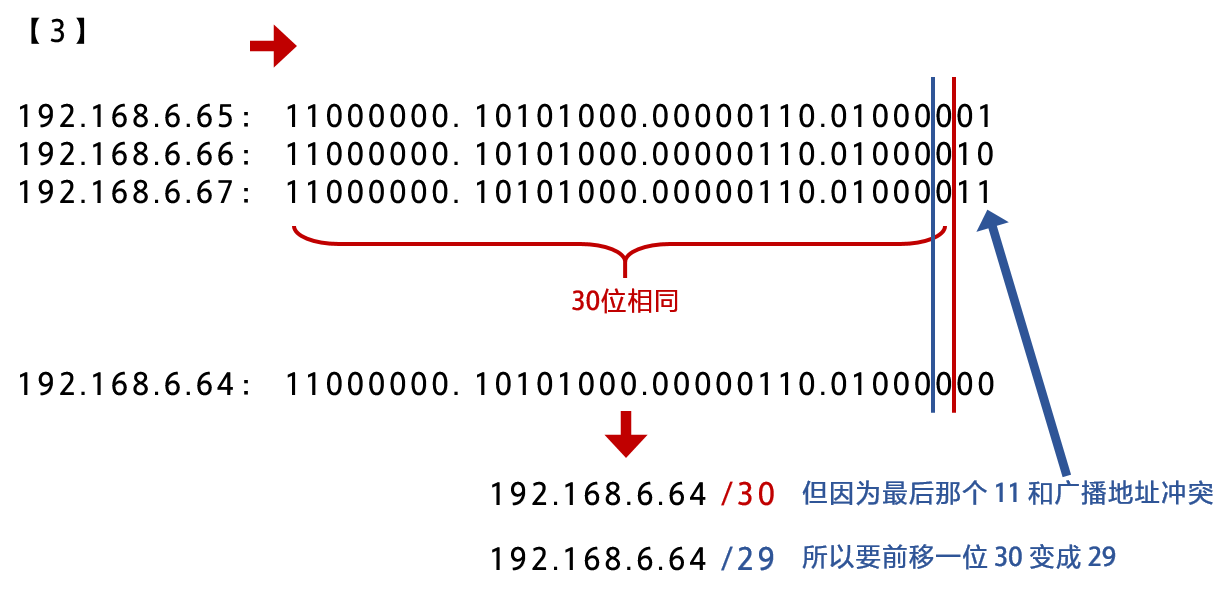 【3】
192.168.6.65: 11000000. 10101000.00000110.01000001
192.168.6.66: 11000000. 10101000.00000110.01000010
192.168.6.67: 11000000. 10101000.00000110.01000011
30位相同
192.168.6.64: 11000000. 10101000.00000110.01000000
192.168.6.64 /30 但因为最后那个 11 和广播地址冲突
192.168.6.64 /29 所以要前移一位 30 变成 29